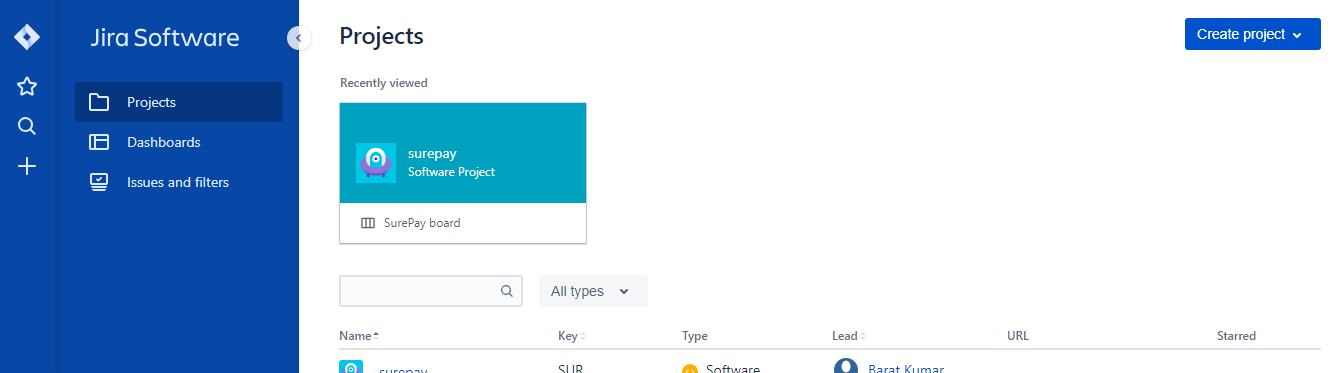 Jira Software
Projects
Dashboards
Issues and filters
Projects
Create project
Recently viewed
surepay
Software Project
SurePay board
All types
Name Key Type Lead URL Starred
surepay SUR Software Barat Kumar